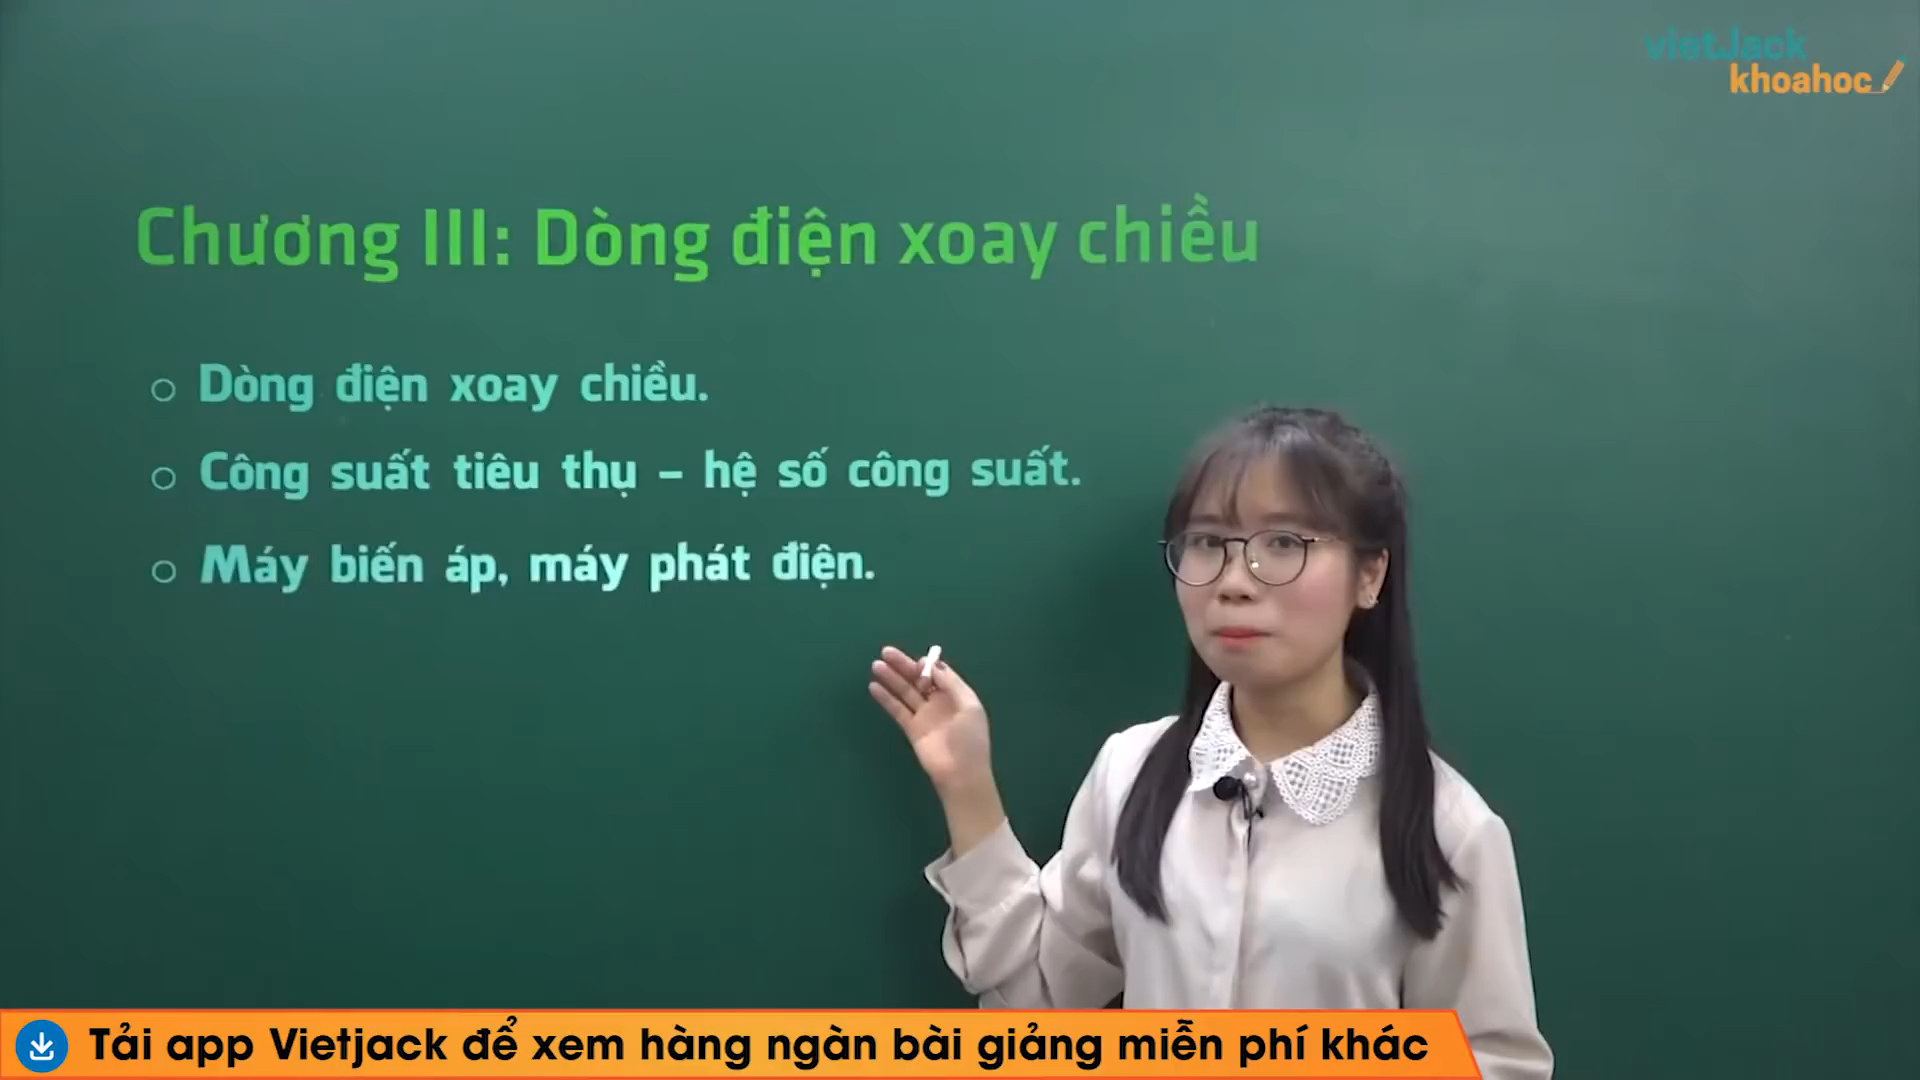 vietJack
khoahoc
Chương III: Dòng điện xoay chiều
Dòng điện xoay chiều.
Công suất tiêu thụ – hệ số công suất.
Máy biến áp, máy phát điện.
Tải app Vietjack để xem hàng ngàn bài giảng miễn phí khác